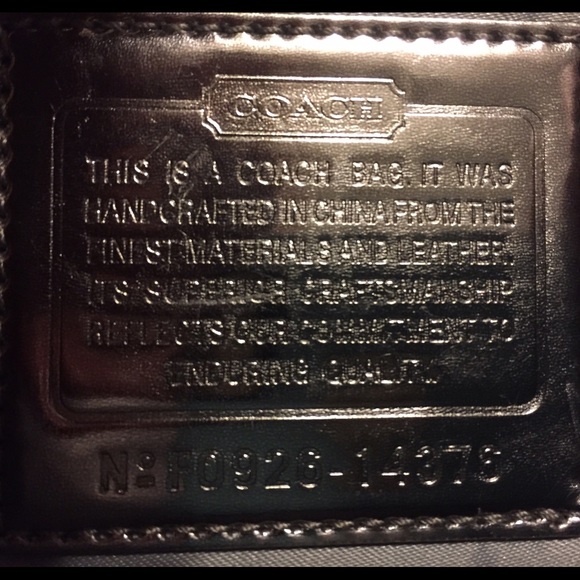 COACH
THIS IS A COACH BAG. IT WAS
HANDCRAFTED IN CHINA FROM THE
FINEST MATERIALS AND LEATHER.
ITS SUPERIOR CRAFTSMANSHIP
REFLECTS OUR COMMITMENT TO
ENDURING QUALITY.
Nº F0926-14678